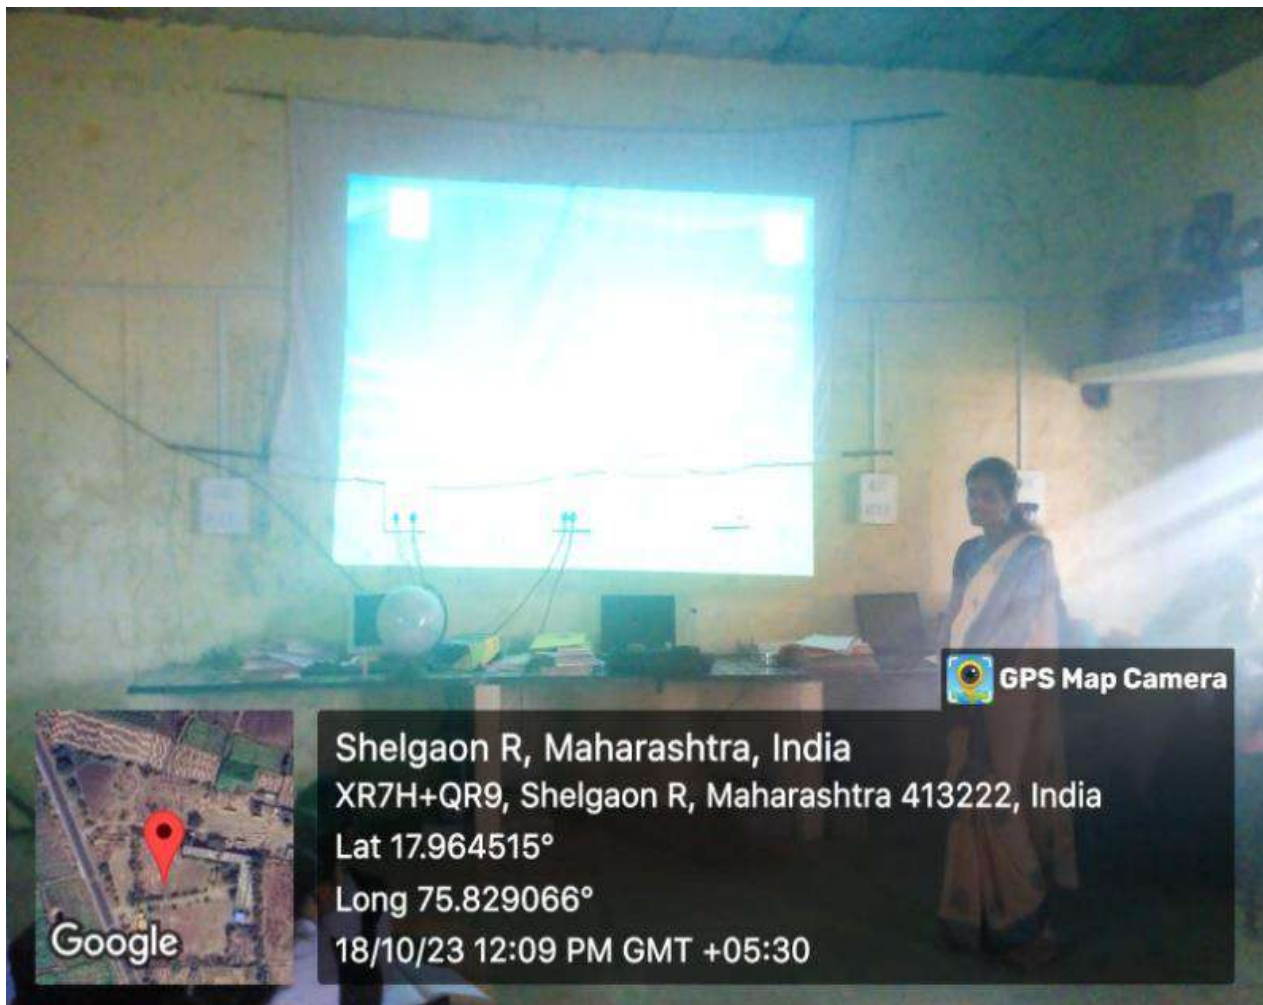 GPS Map Camera
Shelgaon R, Maharashtra, India
XR7H+QR9, Shelgaon R, Maharashtra 413222, India
Lat 17.964515°
Long 75.829066°
18/10/23 12:09 PM GMT +05:30
Google